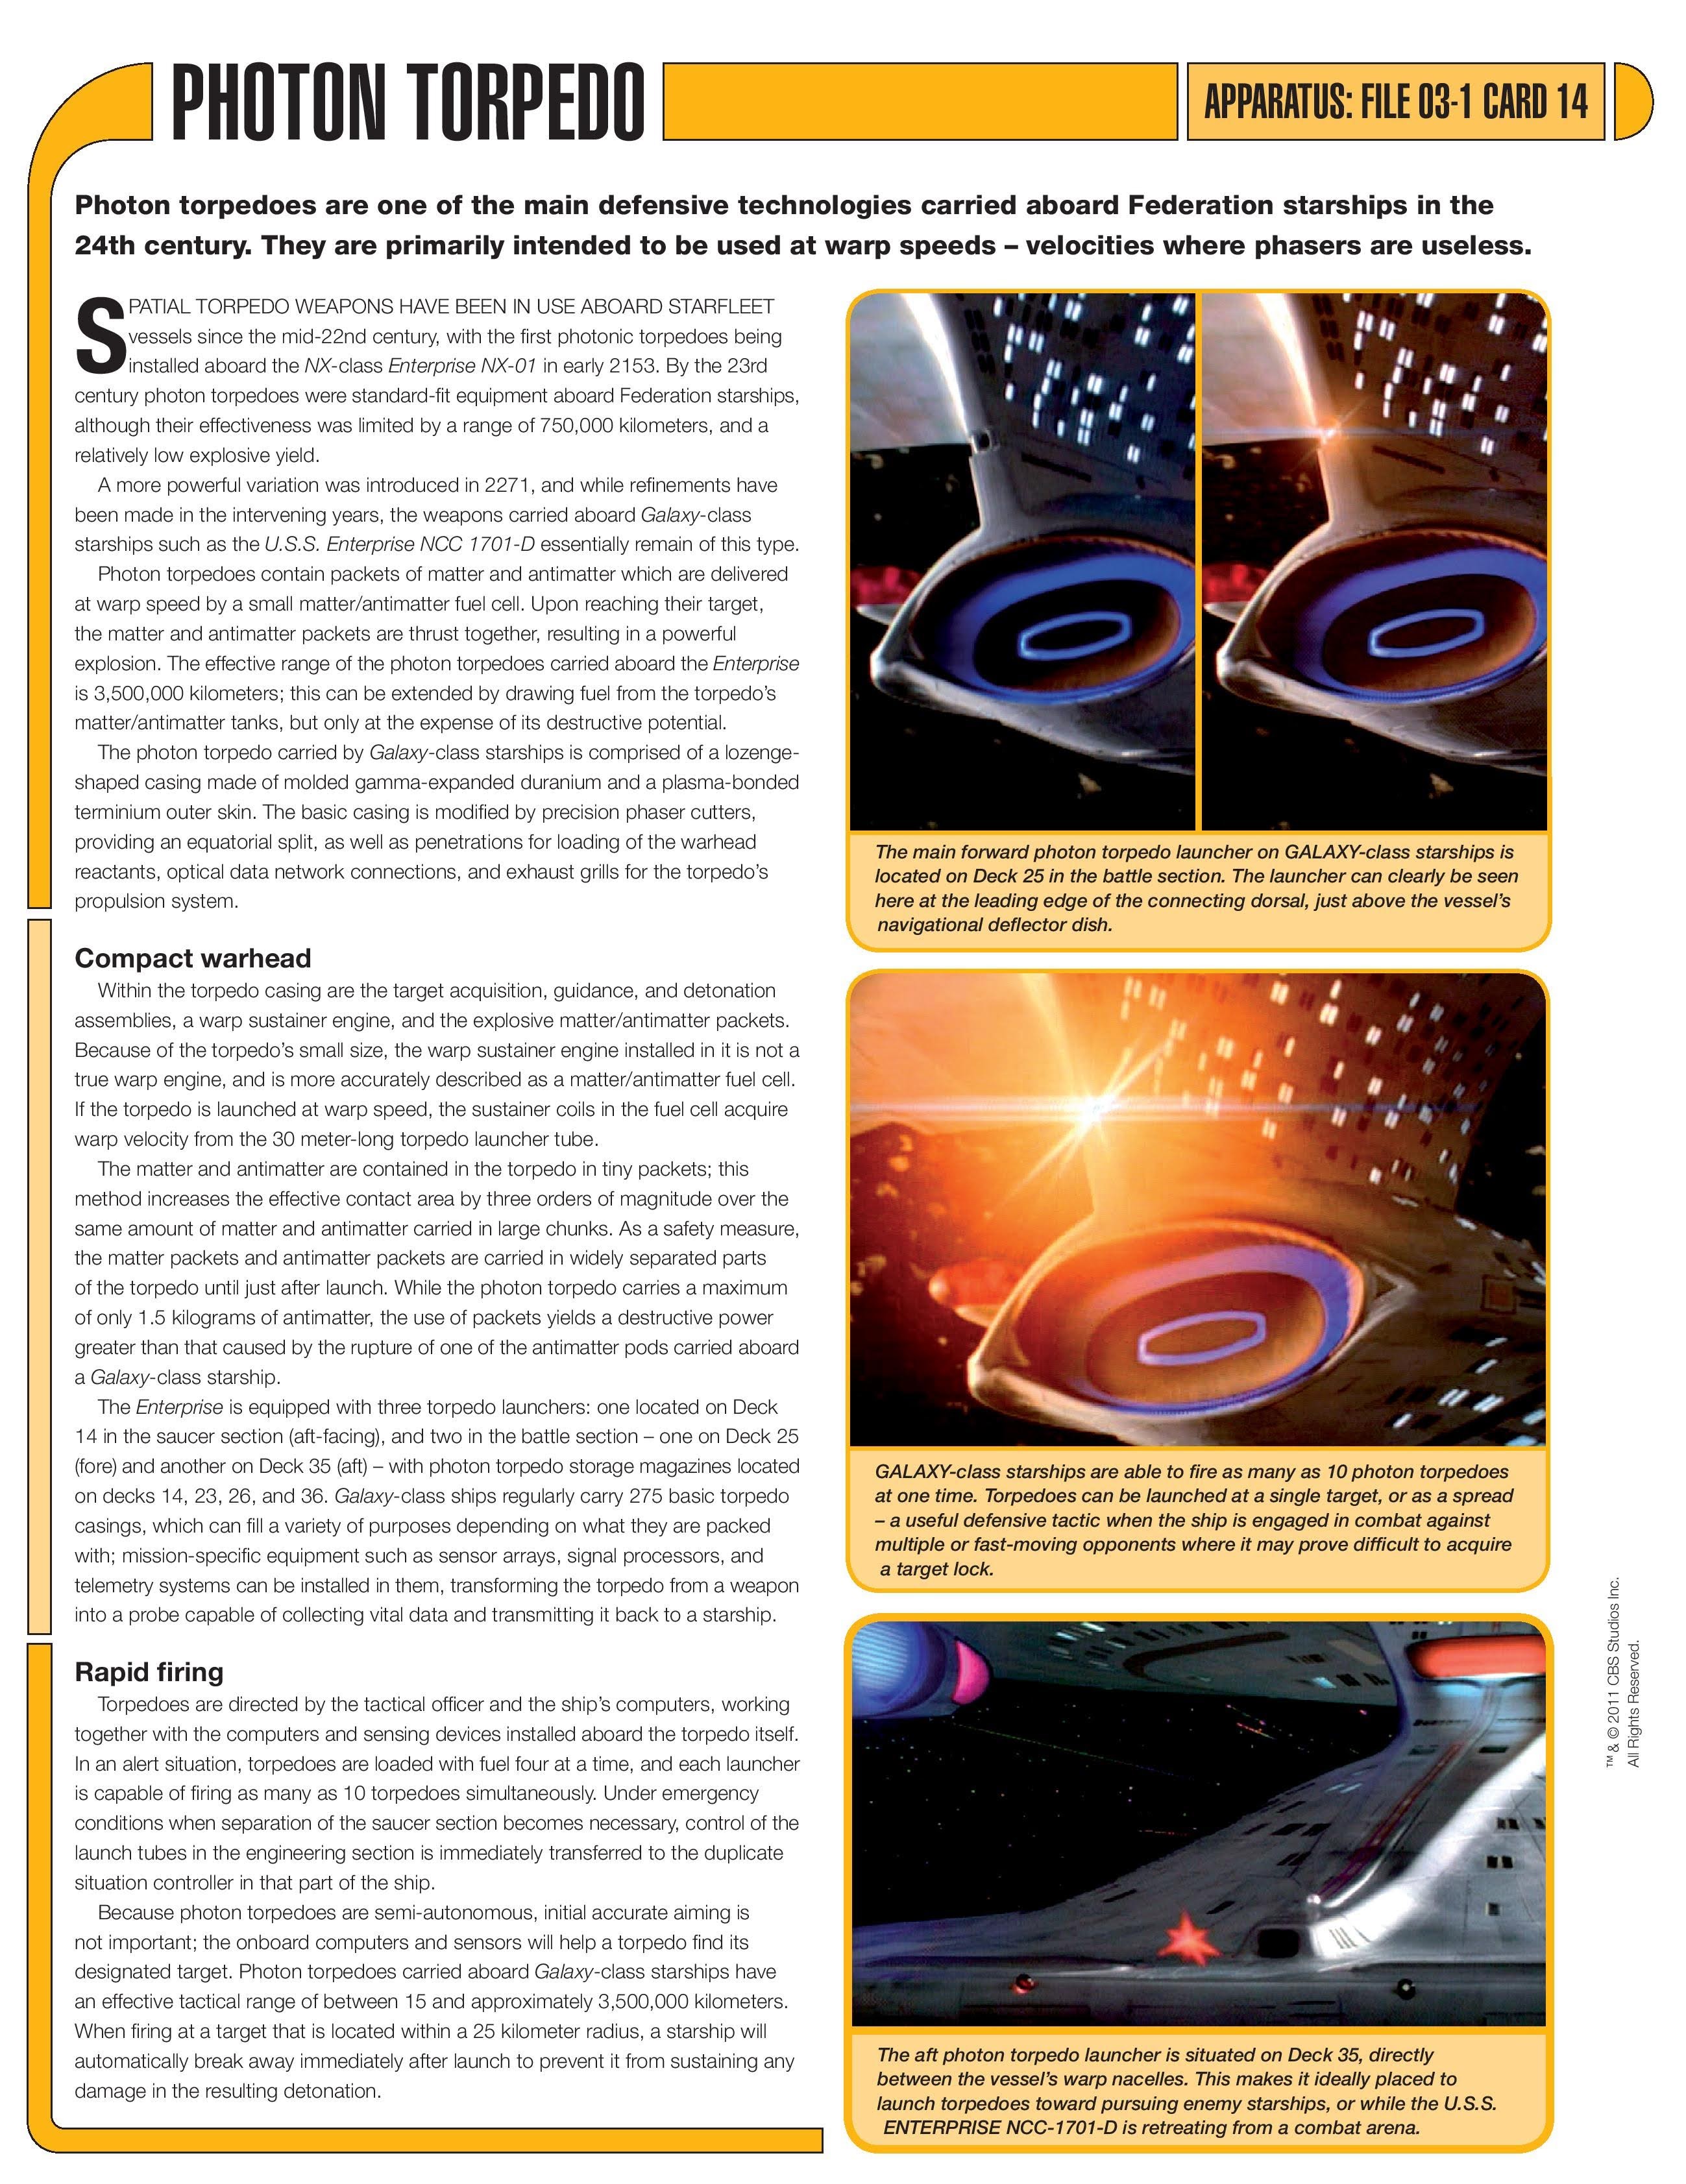 PHOTON TORPEDO
APPARATUS: FILE 03-1 CARD 14
Photon torpedoes are one of the main defensive technologies carried aboard Federation starships in the
24th century. They are primarily intended to be used at warp speeds – velocities where phasers are useless.
SPATIAL TORPEDO WEAPONS HAVE BEEN IN USE ABOARD STARFLEET
vessels since the mid-22nd century, with the first photonic torpedoes being
installed aboard the NX-class Enterprise NX-01 in early 2153. By the 23rd
century photon torpedoes were standard-fit equipment aboard Federation starships,
although their effectiveness was limited by a range of 750,000 kilometers, and a
relatively low explosive yield.
A more powerful variation was introduced in 2271, and while refinements have
been made in the intervening years, the weapons carried aboard Galaxy-class
starships such as the U.S.S. Enterprise NCC 1701-D essentially remain of this type.
Photon torpedoes contain packets of matter and antimatter which are delivered
at warp speed by a small matter/antimatter fuel cell. Upon reaching their target,
the matter and antimatter packets are thrust together, resulting in a powerful
explosion. The effective range of the photon torpedoes carried aboard the Enterprise
is 3,500,000 kilometers; this can be extended by drawing fuel from the torpedo's
matter/antimatter tanks, but only at the expense of its destructive potential.
The photon torpedo carried by Galaxy-class starships is comprised of a lozenge-
shaped casing made of molded gamma-expanded duranium and a plasma-bonded
terminium outer skin. The basic casing is modified by precision phaser cutters,
providing an equatorial split, as well as penetrations for loading of the warhead
reactants, optical data network connections, and exhaust grills for the torpedo's
propulsion system.
Compact warhead
Within the torpedo casing are the target acquisition, guidance, and detonation
assemblies, a warp sustainer engine, and the explosive matter/antimatter packets.
Because of the torpedo's small size, the warp sustainer engine installed in it is not a
true warp engine, and is more accurately described as a matter/antimatter fuel cell.
If the torpedo is launched at warp speed, the sustainer coils in the fuel cell acquire
warp velocity from the 30 meter-long torpedo launcher tube.
The matter and antimatter are contained in the torpedo in tiny packets; this
method increases the effective contact area by three orders of magnitude over the
same amount of matter and antimatter carried in large chunks. As a safety measure,
the matter packets and antimatter packets are carried in widely separated parts
of the torpedo until just after launch. While the photon torpedo carries a maximum
of only 1.5 kilograms of antimatter, the use of packets yields a destructive power
greater than that caused by the rupture of one of the antimatter pods carried aboard
a Galaxy-class starship.
The Enterprise is equipped with three torpedo launchers: one located on Deck
14 in the saucer section (aft-facing), and two in the battle section – one on Deck 25
(fore) and another on Deck 35 (aft) – with photon torpedo storage magazines located
on decks 14, 23, 26, and 36. Galaxy-class ships regularly carry 275 basic torpedo
casings, which can fill a variety of purposes depending on what they are packed
with; mission-specific equipment such as sensor arrays, signal processors, and
telemetry systems can be installed in them, transforming the torpedo from a weapon
into a probe capable of collecting vital data and transmitting it back to a starship.
Rapid firing
Torpedoes are directed by the tactical officer and the ship's computers, working
together with the computers and sensing devices installed aboard the torpedo itself.
In an alert situation, torpedoes are loaded with fuel four at a time, and each launcher
is capable of firing as many as 10 torpedoes simultaneously. Under emergency
conditions when separation of the saucer section becomes necessary, control of the
launch tubes in the engineering section is immediately transferred to the duplicate
situation controller in that part of the ship.
Because photon torpedoes are semi-autonomous, initial accurate aiming is
not important; the onboard computers and sensors will help a torpedo find its
designated target. Photon torpedoes carried aboard Galaxy-class starships have
an effective tactical range of between 15 and approximately 3,500,000 kilometers.
When firing at a target that is located within a 25 kilometer radius, a starship will
automatically break away immediately after launch to prevent it from sustaining any
damage in the resulting detonation.
The main forward photon torpedo launcher on GALAXY-class starships is
located on Deck 25 in the battle section. The launcher can clearly be seen
here at the leading edge of the connecting dorsal, just above the vessel's
navigational deflector dish.
GALAXY-class starships are able to fire as many as 10 photon torpedoes
at one time. Torpedoes can be launched at a single target, or as a spread
– a useful defensive tactic when the ship is engaged in combat against
multiple or fast-moving opponents where it may prove difficult to acquire
a target lock.
The aft photon torpedo launcher is situated on Deck 35, directly
between the vessel's warp nacelles. This makes it ideally placed to
launch torpedoes toward pursuing enemy starships, or while the U.S.S.
ENTERPRISE NCC-1701-D is retreating from a combat arena.
™ & © 2011 CBS Studios Inc.
All Rights Reserved.